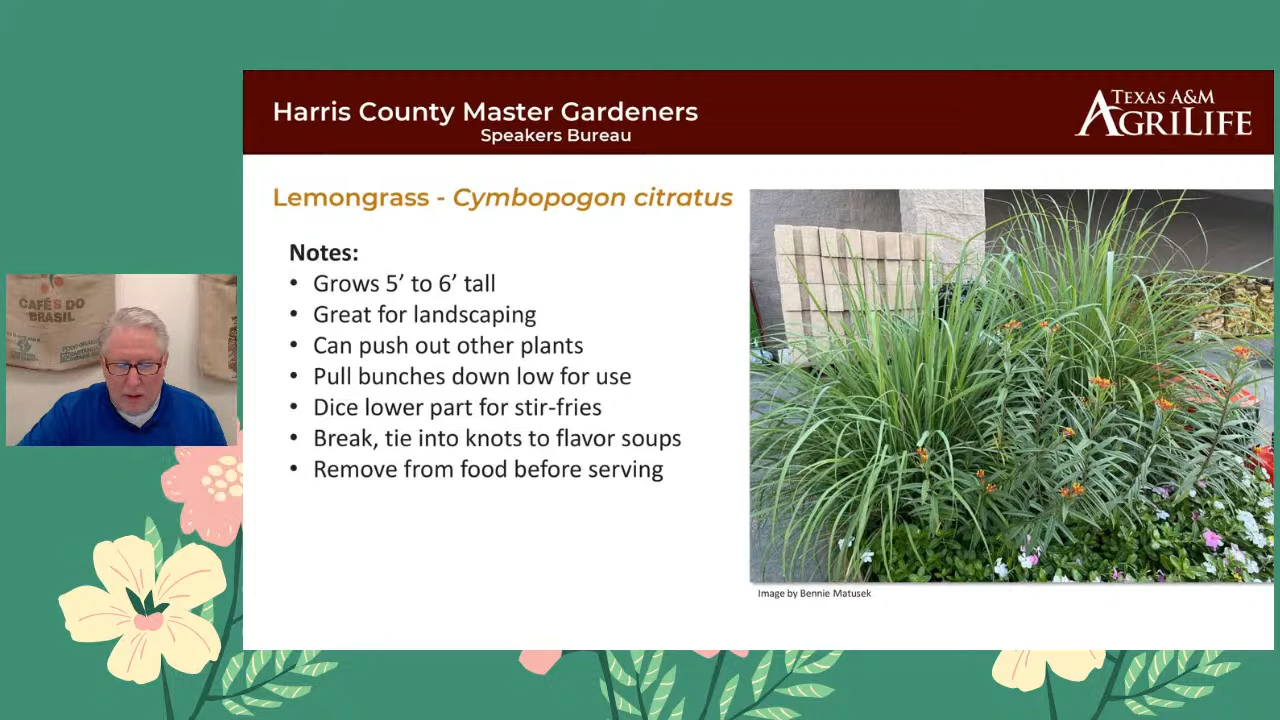 Harris County Master Gardeners
Speakers Bureau
TEXAS A&M
AGRILIFE
Lemongrass - Cymbopogon citratus
Notes:
• Grows 5’ to 6’ tall
• Great for landscaping
• Can push out other plants
• Pull bunches down low for use
• Dice lower part for stir-fries
• Break, tie into knots to flavor soups
• Remove from food before serving
Image by Bennie Matusek
CAFÉS DO
BRASIL